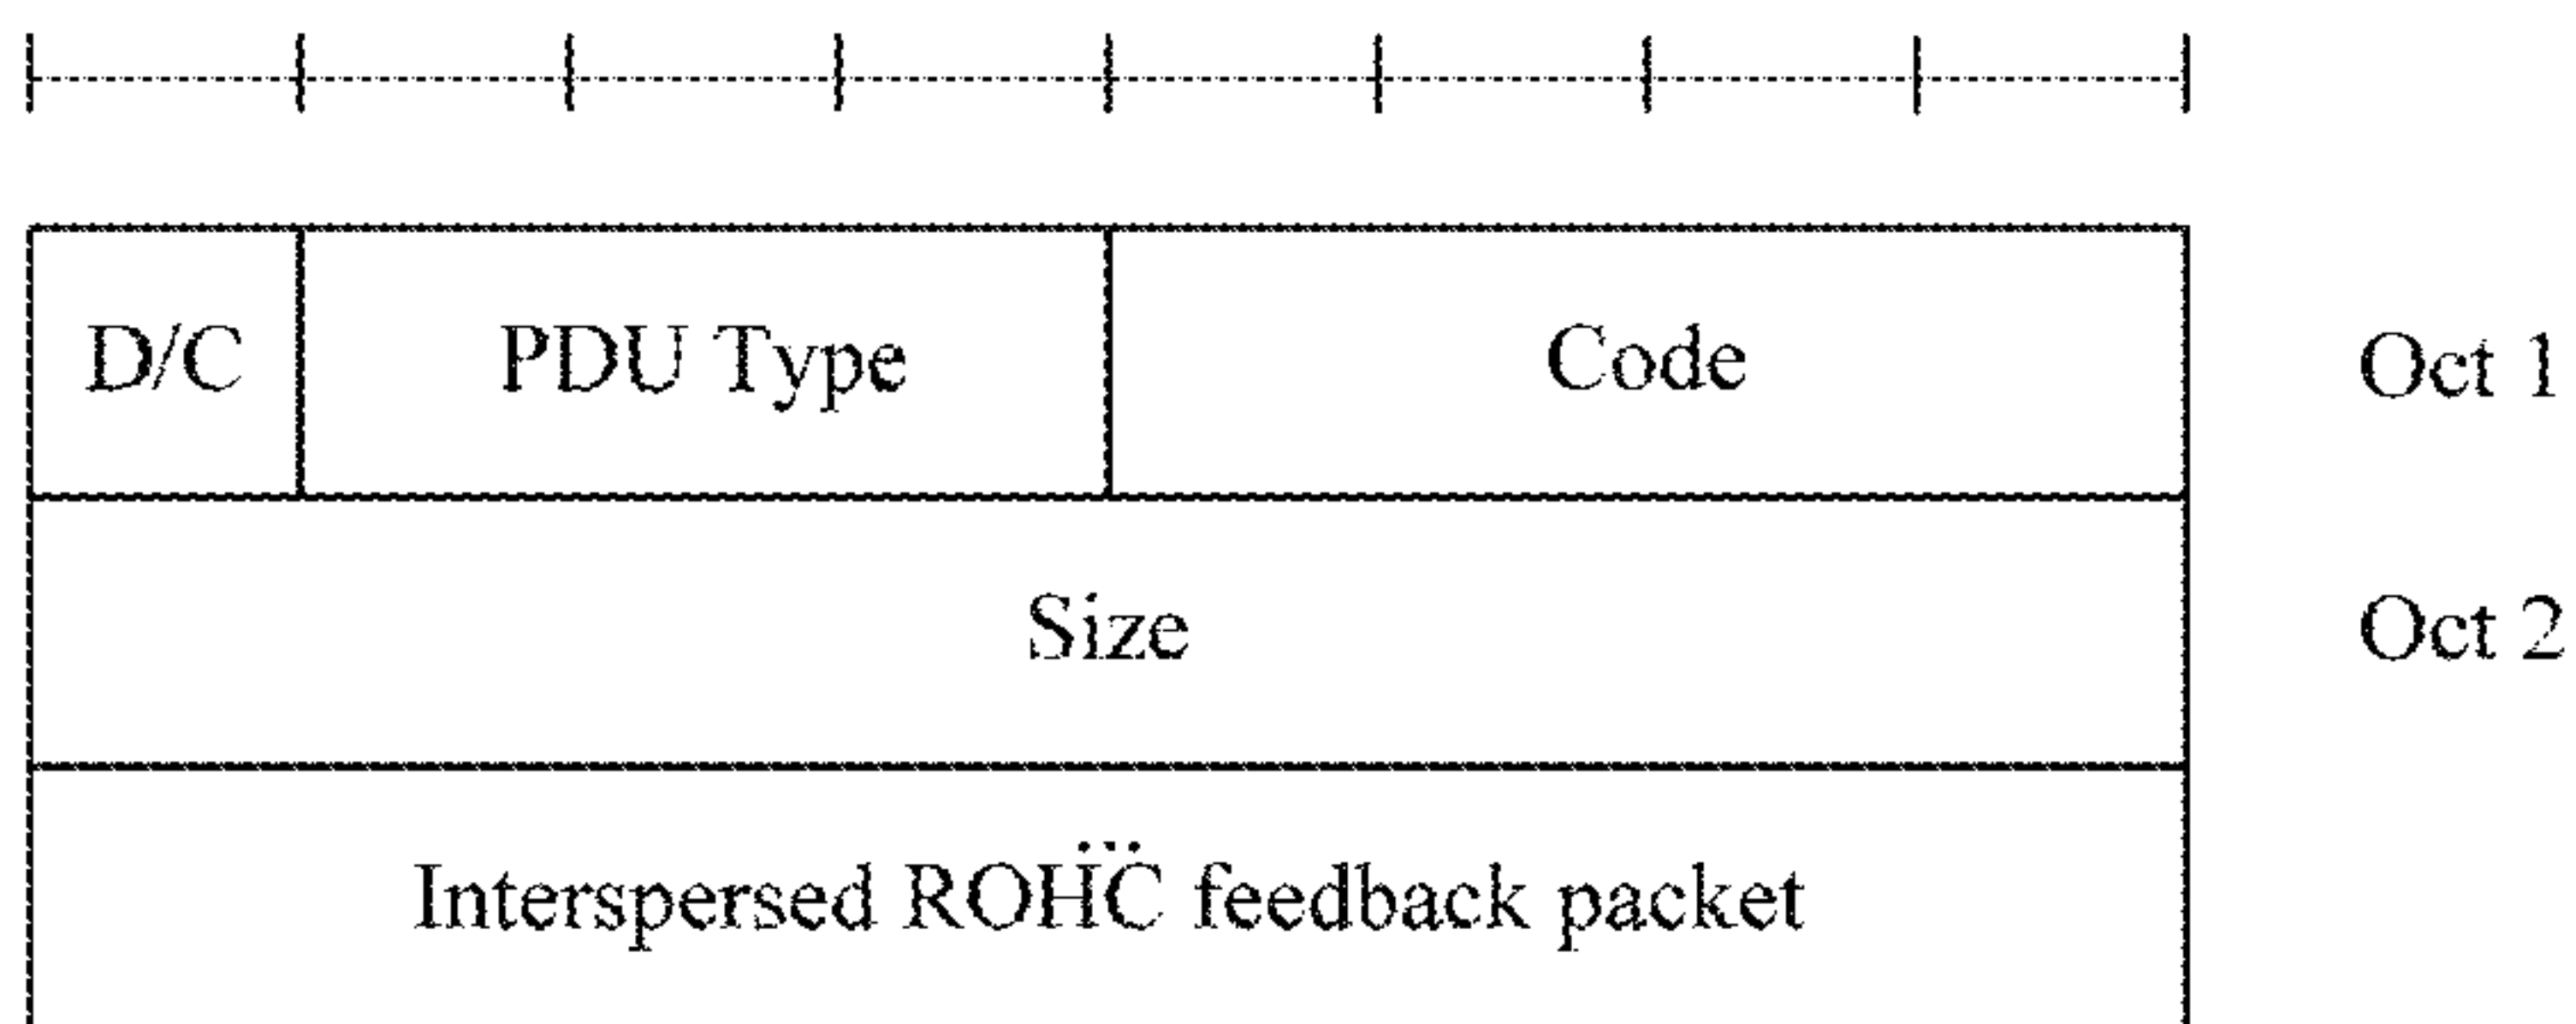 D/C PDU Type Code Oct 1
Size Oct 2
...
Interspersed ROHC feedback packet